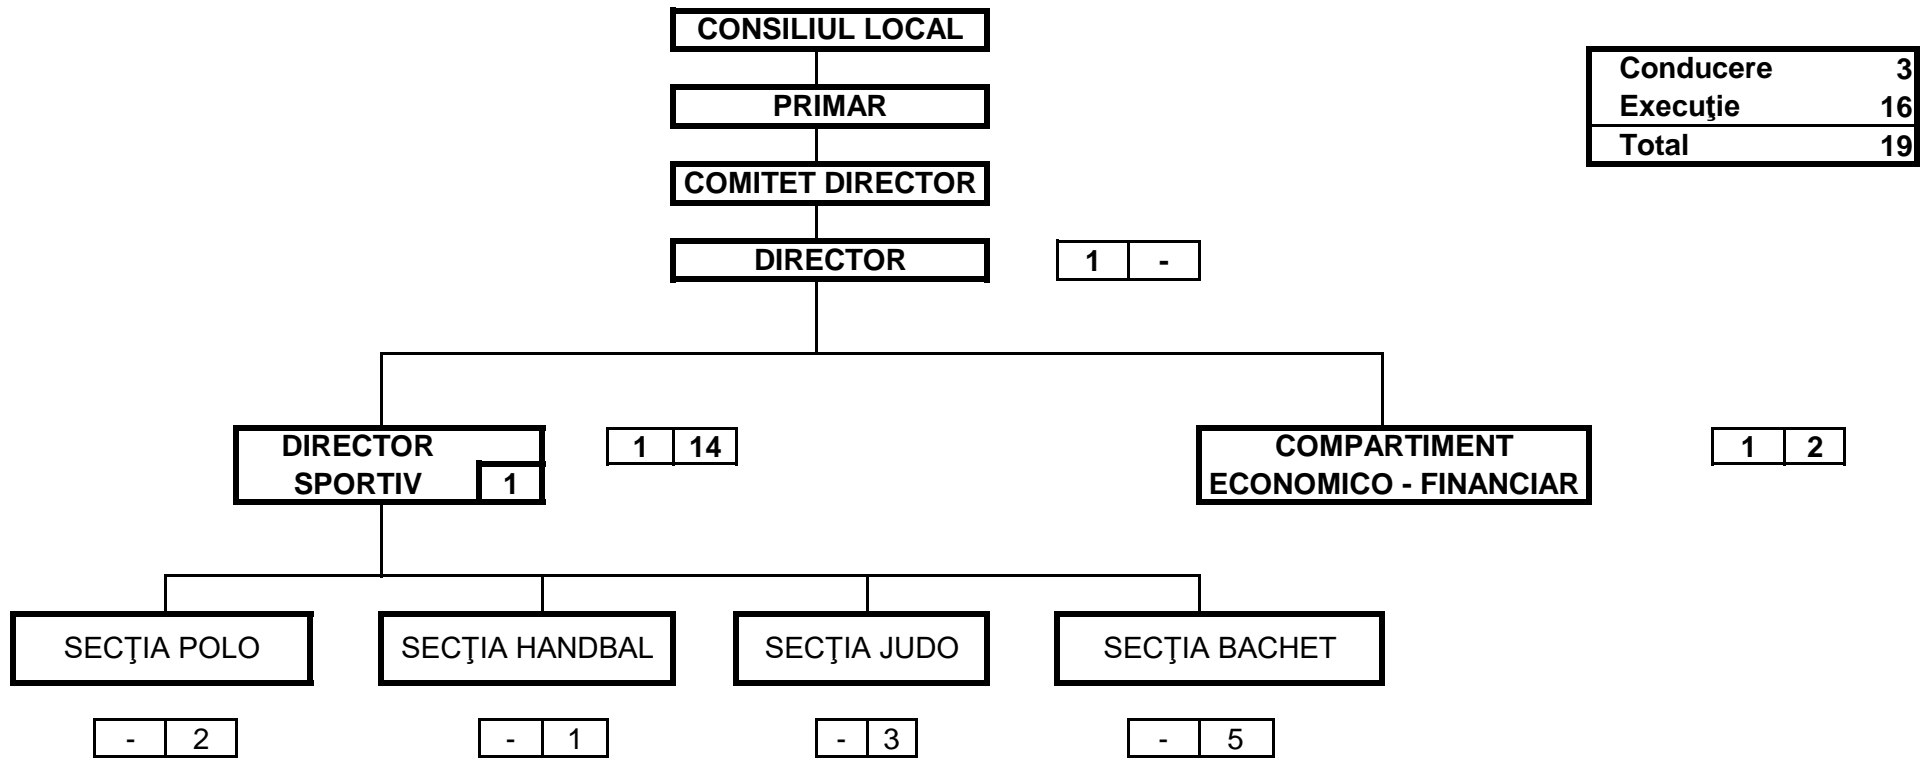 CONSILIUL LOCAL
Conducere 3
PRIMAR
Execuţie 16
Total 19
COMITET DIRECTOR
DIRECTOR
1 -
DIRECTOR
SPORTIV 1
1 14
COMPARTIMENT
ECONOMICO - FINANCIAR
1 2
SECŢIA POLO
SECŢIA HANDBAL
SECŢIA JUDO
SECŢIA BACHET
- 2
- 1
- 3
- 5